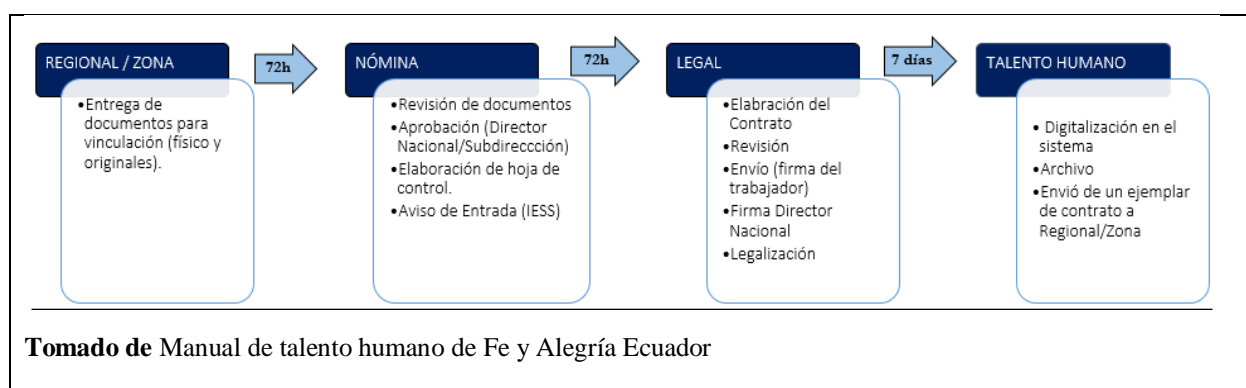 REGIONAL / ZONA
•Entrega de
documentos para
vinculación (físico y
originales).
72h
NÓMINA
•Revisión de documentos
•Aprobación (Director
Nacional/Subdireccción)
•Elaboración de hoja de
control.
•Aviso de Entrada (IESS)
72h
LEGAL
•Elabración del
Contrato
•Revisión
•Envío (firma del
trabajador)
•Firma Director
Nacional
•Legalización
7 días
TALENTO HUMANO
• Digitalización en el
sistema
•Archivo
•Envió de un ejemplar
de contrato a
Regional/Zona
Tomado de Manual de talento humano de Fe y Alegría Ecuador